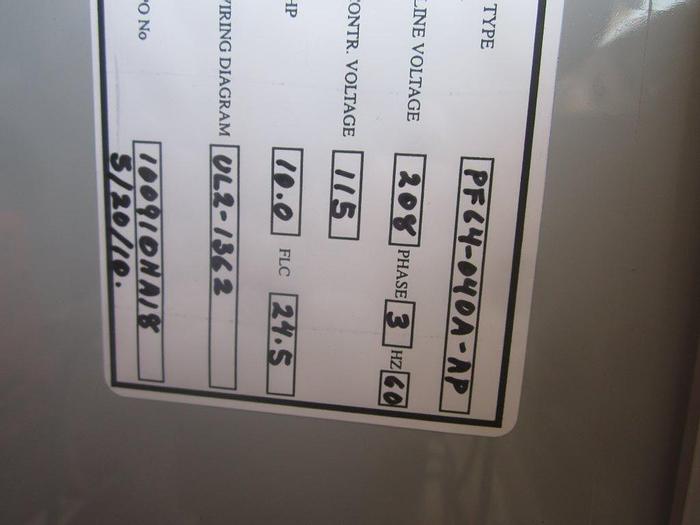 TYPE PF64-040A-AP
LINE VOLTAGE 208 PHASE 3 HZ 60
CONTR. VOLTAGE 115
HP 10.0 FLC 24.5
WIRING DIAGRAM UL2-1362
PO No 100910NA18
5/20/10.